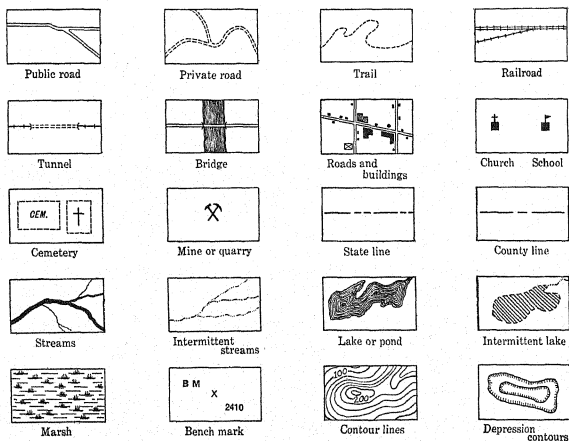 Public road
Private road
Trail
Railroad
Tunnel
Bridge
Roads and
buildings
Church
School
CEM.
Cemetery
Mine or quarry
State line
County line
Streams
Intermittent
streams
Lake or pond
Intermittent lake
Marsh
B M
X
2410
Bench mark
100
100
Contour lines
Depression
contours